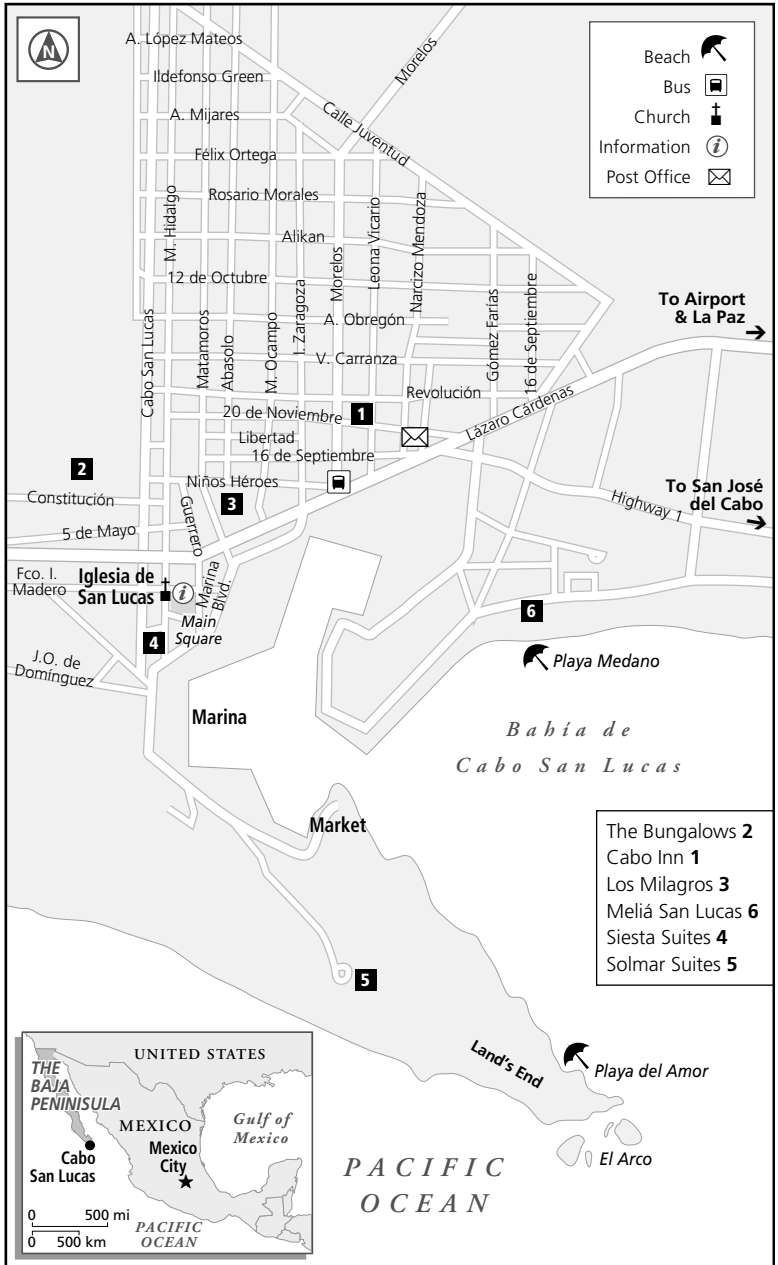 N
Beach
Bus
Church
Information
i
Post Office
A. López Mateos
Ildefonso Green
A. Mijares
Félix Ortega
Rosario Morales
Alikan
12 de Octubre
A. Obregón
V. Carranza
Revolución
20 de Noviembre
Libertad
16 de Septiembre
Niños Héroes
Constitución
5 de Mayo
Fco. I.
Madero
J.O. de
Domínguez
Morelos
Calle Juventud
M. Hidalgo
Cabo San Lucas
Matamoros
Abasolo
M. Ocampo
I. Zaragoza
Morelos
Leona Vicario
Narcizo Mendoza
Gómez Farías
16 de Septiembre
Lázaro Cárdenas
Highway 1
Guerrero
Marina
Blvd.
To Airport
& La Paz
To San José
del Cabo
1
2
3
4
5
6
Iglesia de
San Lucas
i
Main
Square
Marina
Market
Playa Medano
Bahía de
Cabo San Lucas
The Bungalows 2
Cabo Inn 1
Los Milagros 3
Meliá San Lucas 6
Siesta Suites 4
Solmar Suites 5
Land's End
Playa del Amor
El Arco
PACIFIC
OCEAN
UNITED STATES
THE
BAJA
PENINISULA
MEXICO
Gulf of
Mexico
Mexico
City
Cabo
San Lucas
0 500 mi
0 500 km
PACIFIC
OCEAN